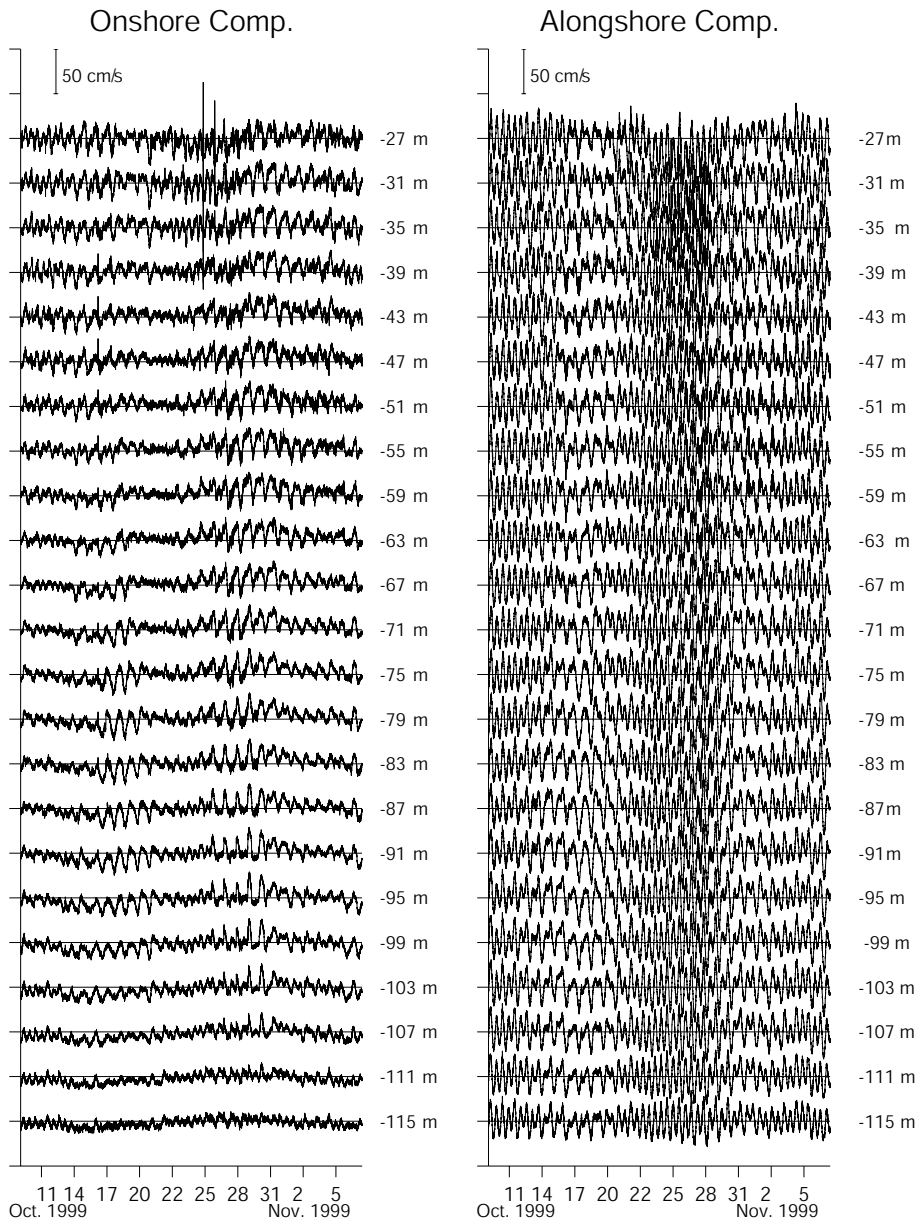 Onshore Comp. Alongshore Comp.
50 cm/s 50 cm/s
-27 m -27m
-31 m -31 m
-35 m -35 m
-39 m -39 m
-43 m -43 m
-47 m -47 m
-51 m -51 m
-55 m -55 m
-59 m -59 m
-63 m -63 m
-67 m -67 m
-71 m -71 m
-75 m -75 m
-79 m -79 m
-83 m -83 m
-87 m -87m
-91 m -91m
-95 m -95 m
-99 m -99 m
-103 m -103 m
-107 m -107 m
-111 m -111 m
-115 m -115 m
11 14 17 20 22 25 28 31 2 5 11 14 17 20 22 25 28 31 2 5
Oct. 1999 Nov. 1999 Oct. 1999 Nov. 1999